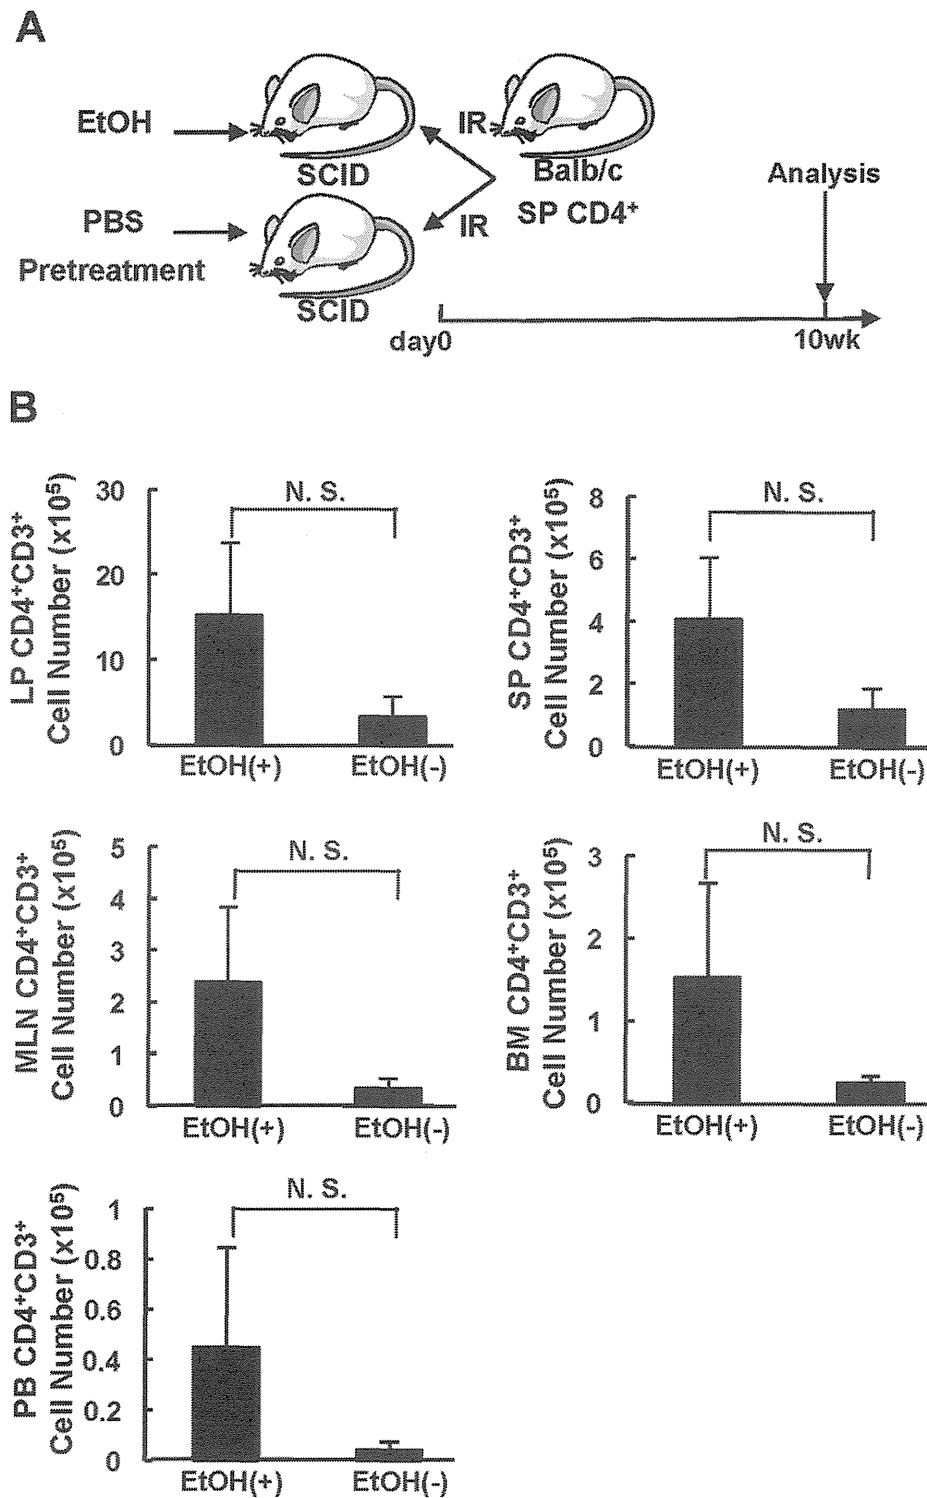 A
EtOH
SCID
IR
Balb/c
SP CD4⁺
PBS
Pretreatment
SCID
IR
Analysis
day0
10wk
B
LP CD4⁺CD3⁺
Cell Number (x10⁵)
30
20
10
0
N. S.
EtOH(+)
EtOH(-)
SP CD4⁺CD3⁺
Cell Number (x10⁵)
8
6
4
2
0
N. S.
EtOH(+)
EtOH(-)
MLN CD4⁺CD3⁺
Cell Number (x10⁵)
5
4
3
2
1
0
N. S.
EtOH(+)
EtOH(-)
BM CD4⁺CD3⁺
Cell Number (x10⁵)
3
2
1
0
N. S.
EtOH(+)
EtOH(-)
PB CD4⁺CD3⁺
Cell Number (x10⁵)
1
0.8
0.6
0.4
0.2
0
N. S.
EtOH(+)
EtOH(-)